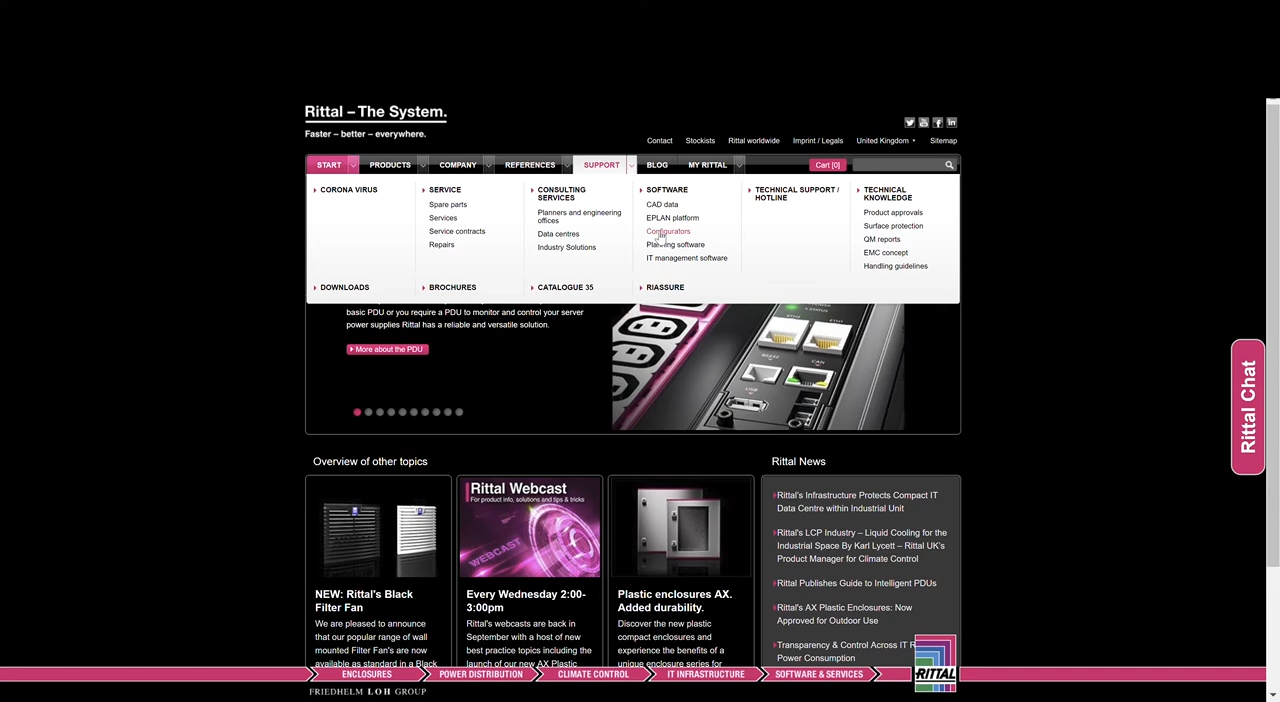 Rittal – The System.
Faster – better – everywhere.
Contact Stockists Rittal worldwide Imprint / Legals United Kingdom Sitemap
START PRODUCTS COMPANY REFERENCES SUPPORT BLOG MY RITTAL Cart [0]
CORONA VIRUS
SERVICE
Spare parts
Services
Service contracts
Repairs
CONSULTING
SERVICES
Planners and engineering
offices
Data centres
Industry Solutions
SOFTWARE
CAD data
EPLAN platform
Configurators
Planning software
IT management software
TECHNICAL SUPPORT /
HOTLINE
TECHNICAL
KNOWLEDGE
Product approvals
Surface protection
QM reports
EMC concept
Handling guidelines
DOWNLOADS
BROCHURES
CATALOGUE 35
RIASSURE
basic PDU or you require a PDU to monitor and control your server
power supplies Rittal has a reliable and versatile solution.
More about the PDU
CAN
USB
Rittal Chat
Overview of other topics
NEW: Rittal's Black
Filter Fan
We are pleased to announce
that our popular range of wall
mounted Filter Fan's are now
available as standard in a Black
Rittal Webcast
For product info, solutions and tips & tricks
WEBCAST
Every Wednesday 2:00-
3:00pm
Rittal's webcasts are back in
September with a host of new
best practice topics including the
launch of our new AX Plastic
Plastic enclosures AX.
Added durability.
Discover the new plastic
compact enclosures and
experience the benefits of a
unique enclosure series for
Rittal News
Rittal's Infrastructure Protects Compact IT
Data Centre within Industrial Unit
Rittal's LCP Industry – Liquid Cooling for the
Industrial Space By Karl Lycett – Rittal UK's
Product Manager for Climate Control
Rittal Publishes Guide to Intelligent PDUs
Rittal's AX Plastic Enclosures: Now
Approved for Outdoor Use
Transparency & Control Across IT R
Power Consumption
ENCLOSURES POWER DISTRIBUTION CLIMATE CONTROL IT INFRASTRUCTURE SOFTWARE & SERVICES
RITTAL
FRIEDHELM LOH GROUP